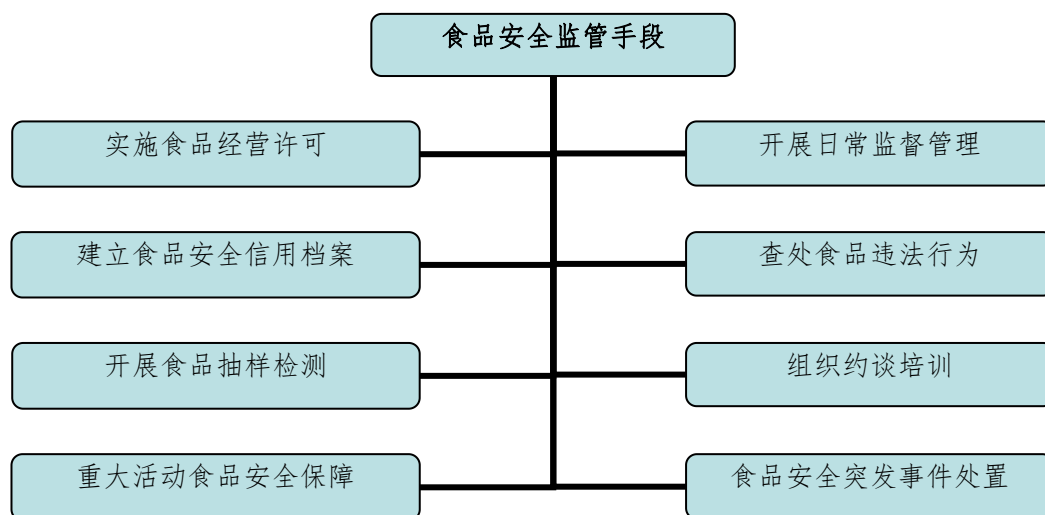 食品安全监管手段
实施食品经营许可
开展日常监督管理
建立食品安全信用档案
查处食品违法行为
开展食品抽样检测
组织约谈培训
重大活动食品安全保障
食品安全突发事件处置